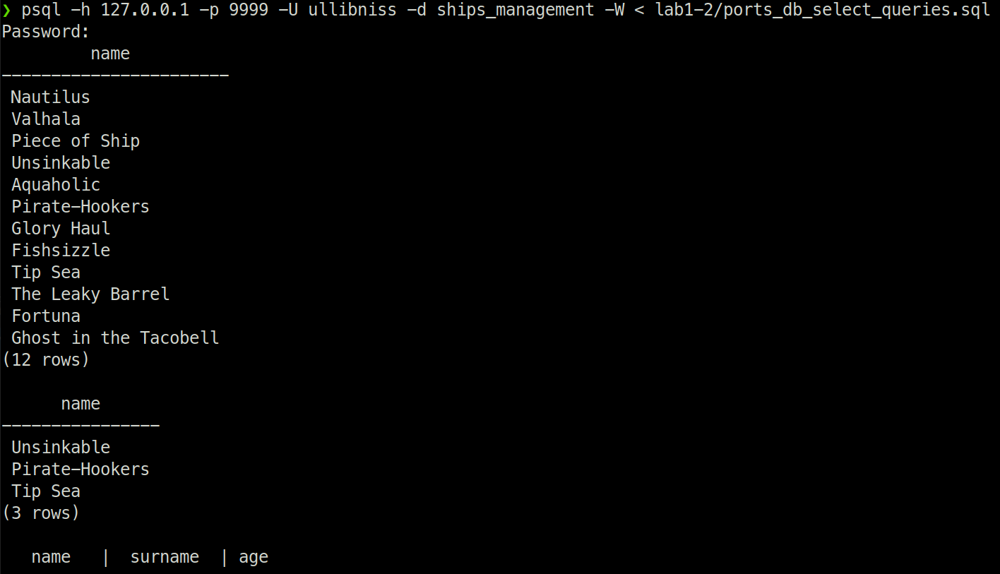 ❯ psql -h 127.0.0.1 -p 9999 -U ullibniss -d ships_management -W < lab1-2/ports_db_select_queries.sql
Password:
         name
-----------------------
 Nautilus
 Valhala
 Piece of Ship
 Unsinkable
 Aquaholic
 Pirate-Hookers
 Glory Haul
 Fishsizzle
 Tip Sea
 The Leaky Barrel
 Fortuna
 Ghost in the Tacobell
(12 rows)

      name
----------------
 Unsinkable
 Pirate-Hookers
 Tip Sea
(3 rows)

   name   |  surname  | age